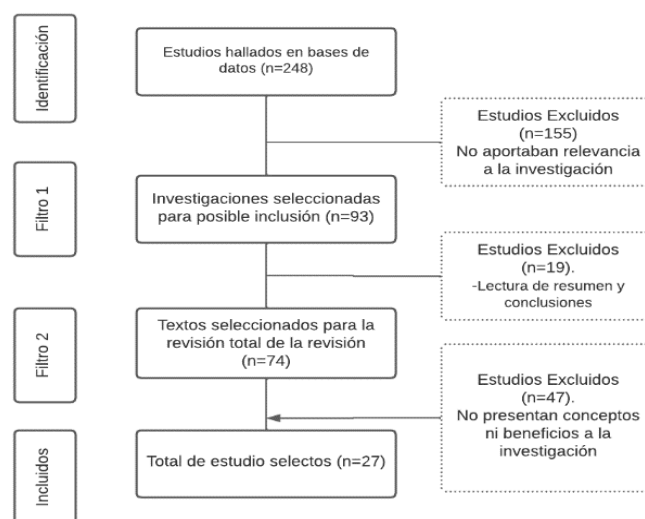 Identificación
Estudios hallados en bases de
datos (n=248)
Estudios Excluidos
(n=155)
No aportaban relevancia
a la investigación
Filtro 1
Investigaciones seleccionadas
para posible inclusión (n=93)
Estudios Excluidos
(n=19).
-Lectura de resumen y
conclusiones
Filtro 2
Textos seleccionados para la
revisión total de la revisión
(n=74)
Estudios Excluidos
(n=47).
No presentan conceptos
ni beneficios a la
investigación
Incluidos
Total de estudio selectos (n=27)